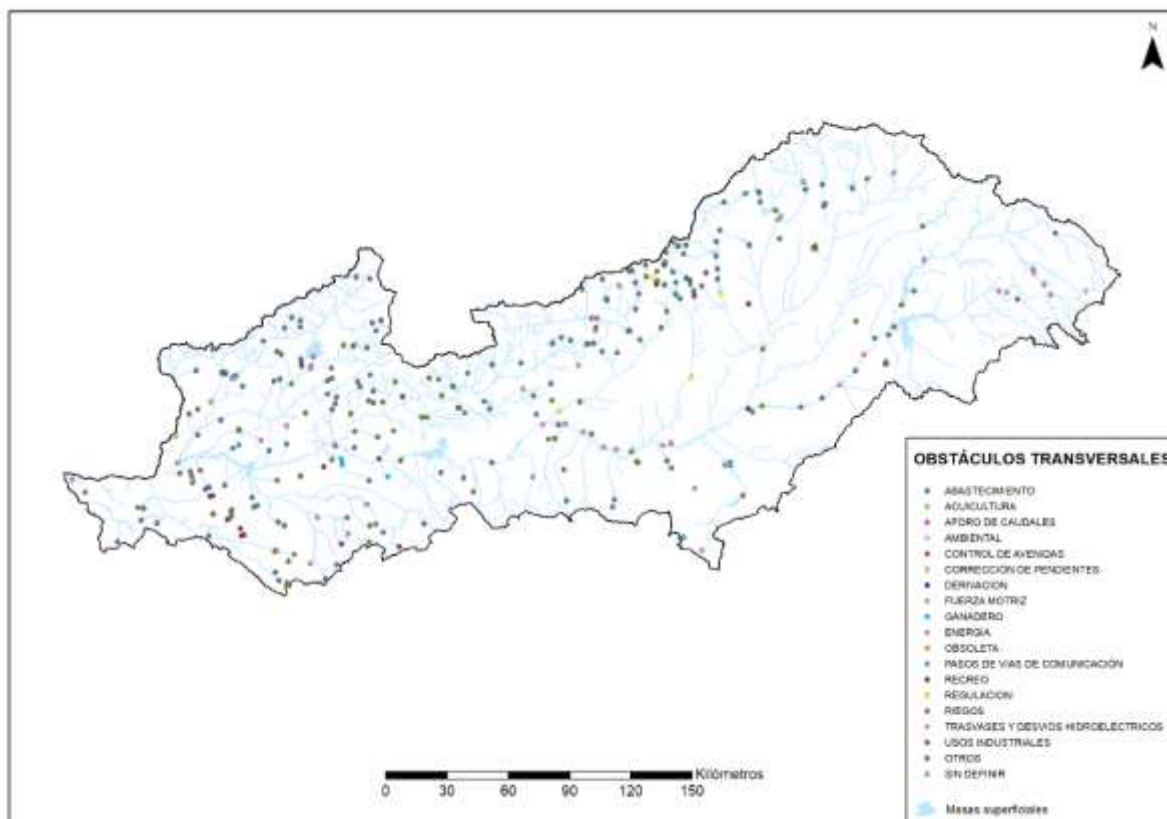 N
OBSTÁCULOS TRANSVERSALES
ABASTECIMIENTO
ACUICULTURA
AFORO DE CAUDALES
AMBIENTAL
CONTROL DE AVENIDAS
CORRECCIÓN DE PENDIENTES
DERIVACION
FUERZA MOTRIZ
GANADERO
ENERGIA
OBSOLETA
PASOS DE VIAS DE COMUNICACIÓN
RECREO
REGULACION
RIEGOS
TRASVASES Y DESVIOS HIDROELECTRICOS
USOS INDUSTRIALES
OTROS
SIN DEFINIR
Masas superficiales
Kilómetros
0 30 60 90 120 150